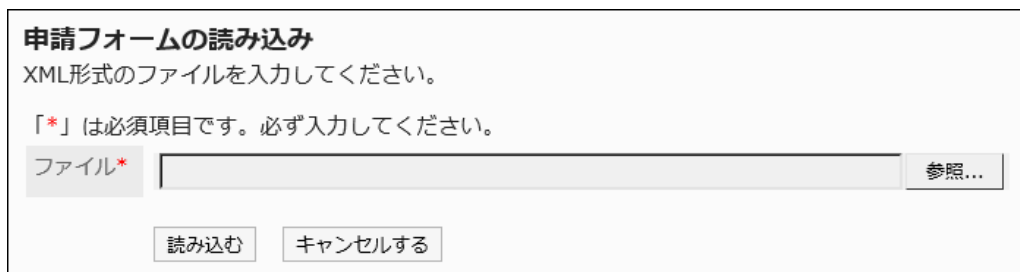 申請フォームの読み込み
XML形式のファイルを入力してください。
「*」は必須項目です。必ず入力してください。
ファイル* 参照...
読み込む キャンセルする